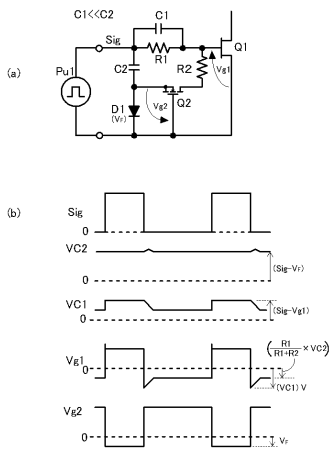 C1<<C2
C1
Sig
Q1
R1
(a)
Pu1
C2
R2
Vg1
Q2
D1
(VF)
Vg2
(b)
Sig
0
VC2
0
(Sig-VF)
VC1
0
(Sig-Vg1)
(R1/R1+R2 × VC2)
Vg1
0
(VC1) V
Vg2
0
VF